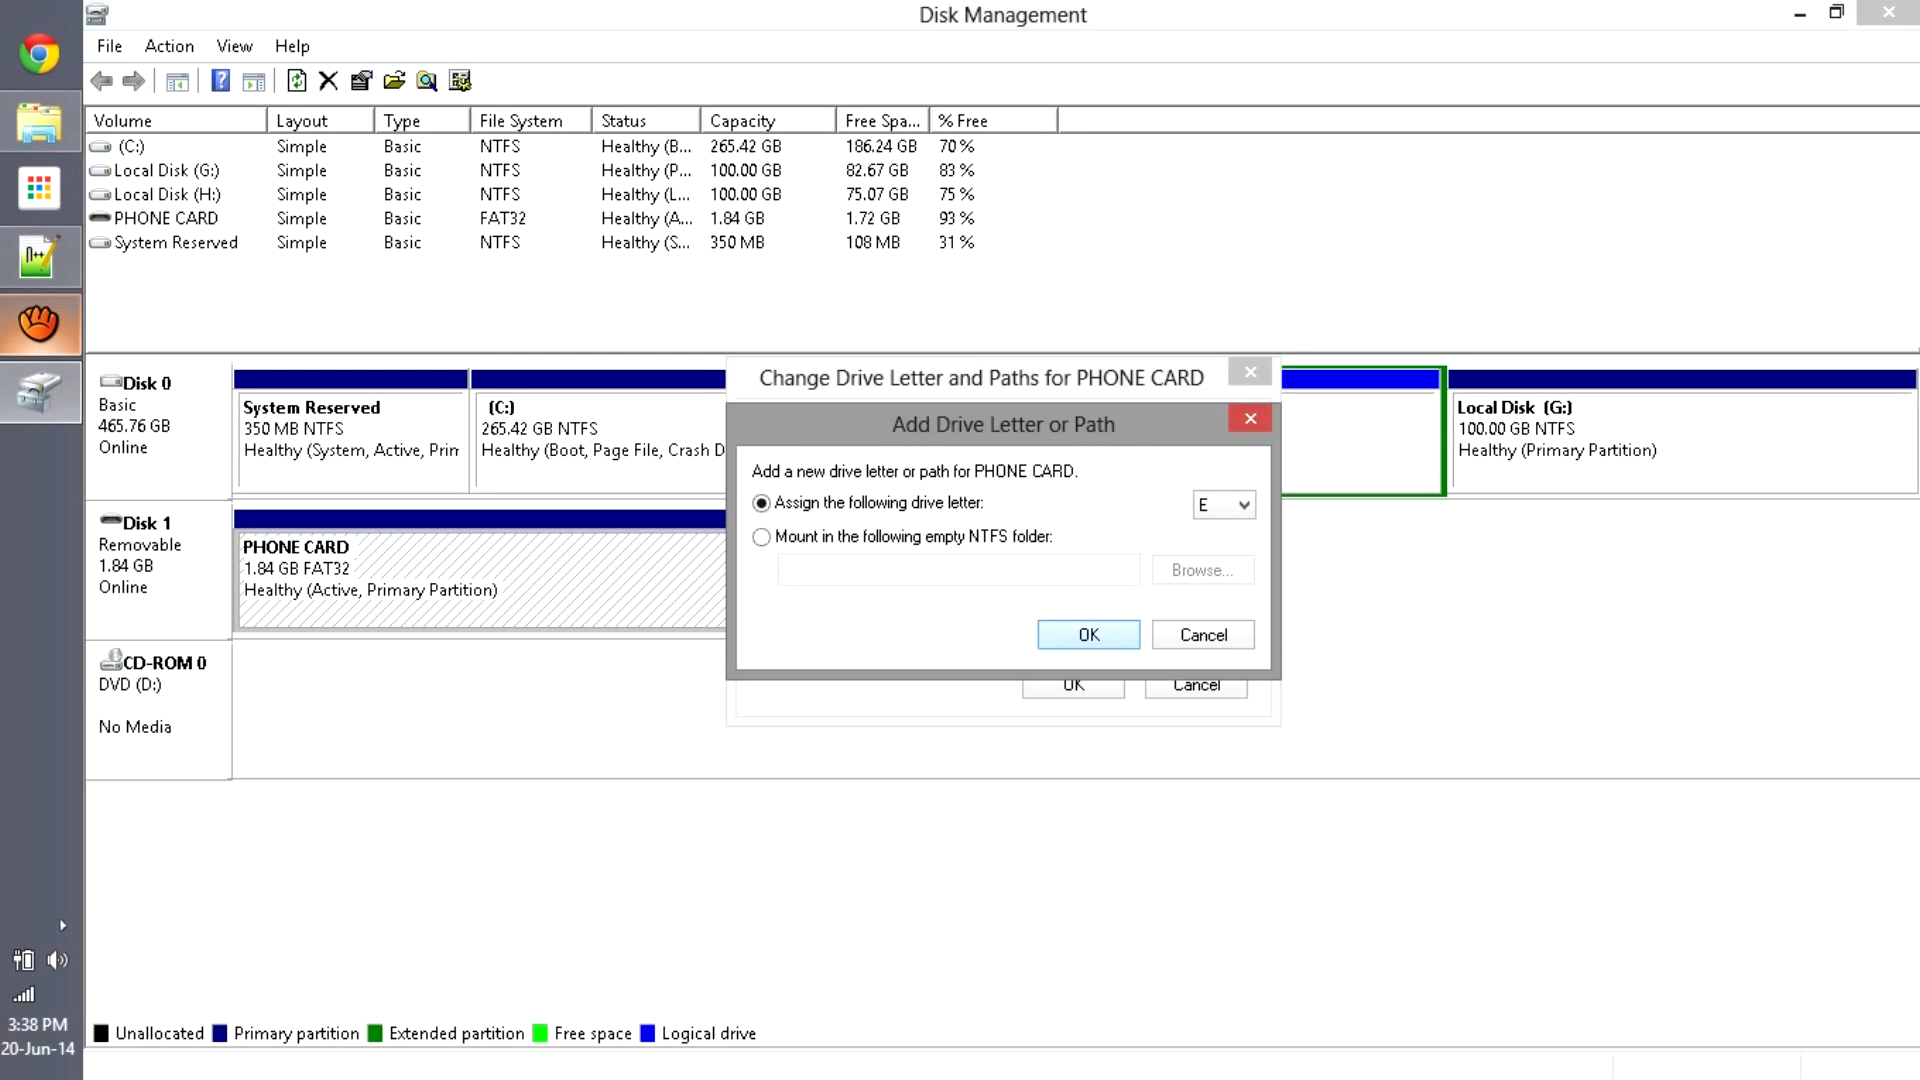 Disk Management
File Action View Help
Volume Layout Type File System Status Capacity Free Spa... % Free
(C:) Simple Basic NTFS Healthy (B... 265.42 GB 186.24 GB 70 %
Local Disk (G:) Simple Basic NTFS Healthy (P... 100.00 GB 82.67 GB 83 %
Local Disk (H:) Simple Basic NTFS Healthy (L... 100.00 GB 75.07 GB 75 %
PHONE CARD Simple Basic FAT32 Healthy (A... 1.84 GB 1.72 GB 93 %
System Reserved Simple Basic NTFS Healthy (S... 350 MB 108 MB 31 %
Disk 0
Basic
465.76 GB
Online
System Reserved
350 MB NTFS
Healthy (System, Active, Prin
(C:)
265.42 GB NTFS
Healthy (Boot, Page File, Crash D
Change Drive Letter and Paths for PHONE CARD
Add Drive Letter or Path
Add a new drive letter or path for PHONE CARD.
Assign the following drive letter: E
Mount in the following empty NTFS folder:
Browse...
OK Cancel
OK Cancel
Local Disk (G:)
100.00 GB NTFS
Healthy (Primary Partition)
Disk 1
Removable
1.84 GB
Online
PHONE CARD
1.84 GB FAT32
Healthy (Active, Primary Partition)
CD-ROM 0
DVD (D:)
No Media
Unallocated Primary partition Extended partition Free space Logical drive
3:38 PM
20-Jun-14